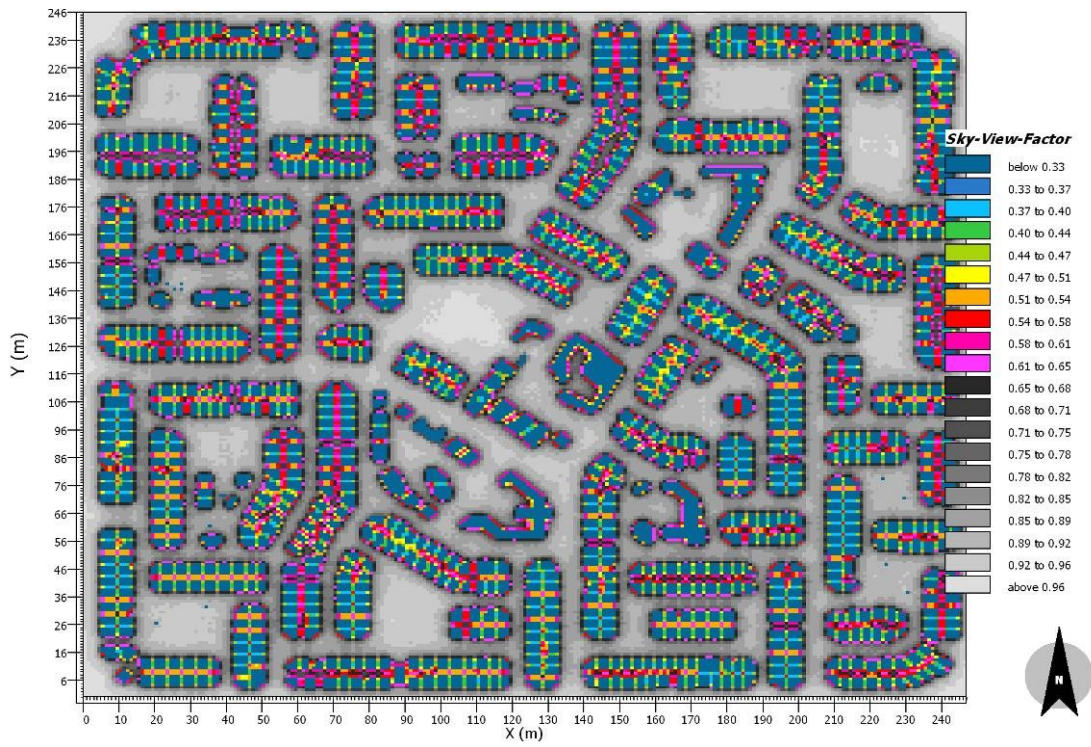 246
236
226
216
206
196
186
176
166
156
146
136
126
116
106
96
86
76
66
56
46
36
26
16
6
Y (m)
0 10 20 30 40 50 60 70 80 90 100 110 120 130 140 150 160 170 180 190 200 210 220 230 240
X (m)
Sky-View-Factor
below 0.33
0.33 to 0.37
0.37 to 0.40
0.40 to 0.44
0.44 to 0.47
0.47 to 0.51
0.51 to 0.54
0.54 to 0.58
0.58 to 0.61
0.61 to 0.65
0.65 to 0.68
0.68 to 0.71
0.71 to 0.75
0.75 to 0.78
0.78 to 0.82
0.82 to 0.85
0.85 to 0.89
0.89 to 0.92
0.92 to 0.96
above 0.96
N